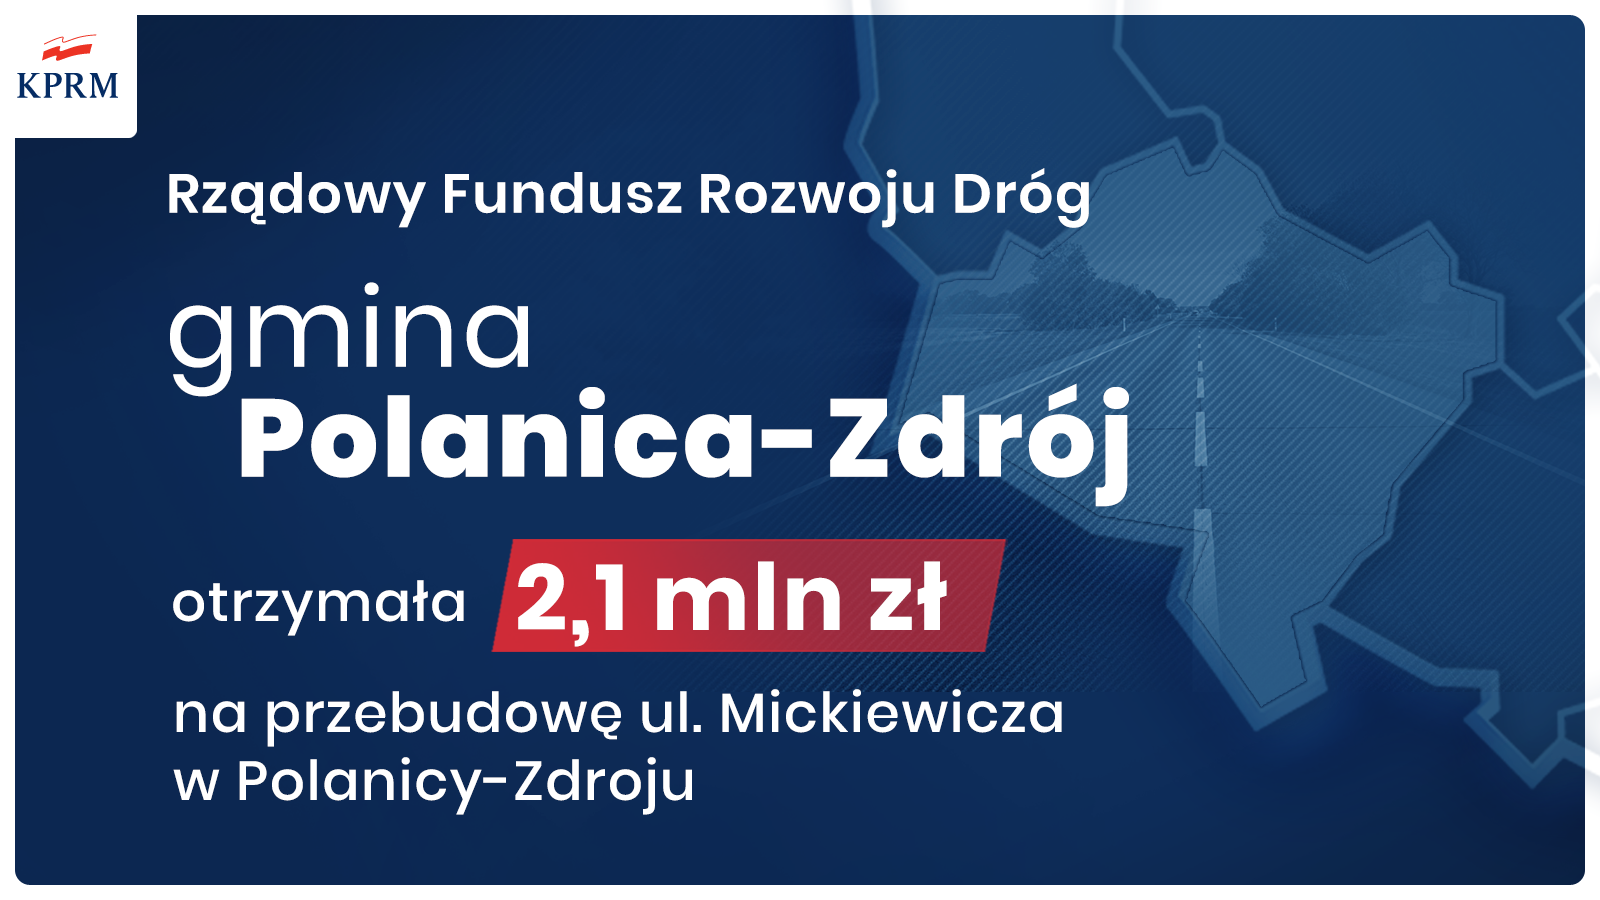 KPRM
Rządowy Fundusz Rozwoju Dróg
gmina
Polanica-Zdrój
otrzymała 2,1 mln zł
na przebudowę ul. Mickiewicza
w Polanicy-Zdroju